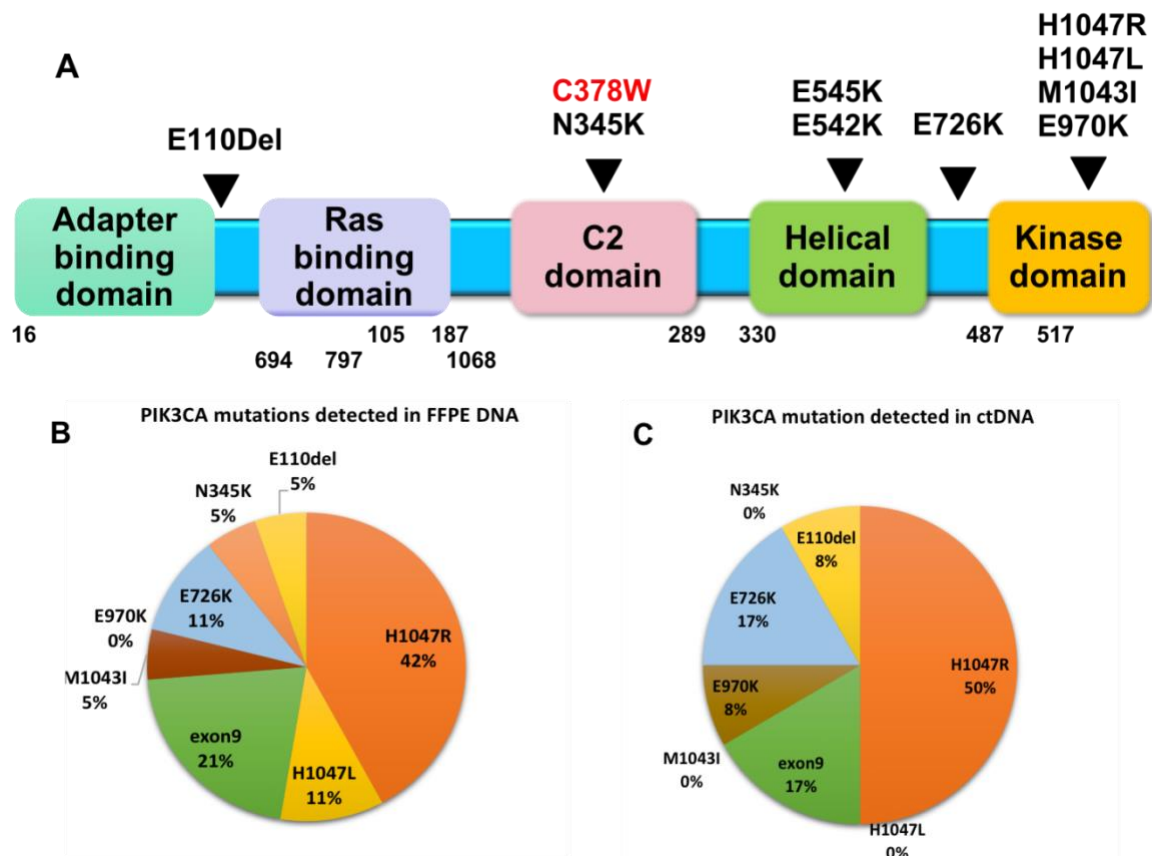 A
E110Del
C378W
N345K
E545K
E542K
E726K
H1047R
H1047L
M1043I
E970K
Adapter
binding
domain
Ras
binding
domain
C2
domain
Helical
domain
Kinase
domain
16
105
187
289
330
487
517
694
797
1068
B
PIK3CA mutations detected in FFPE DNA
E110del
5%
N345K
5%
E726K
11%
E970K
0%
M1043I
5%
exon9
21%
H1047L
11%
H1047R
42%
C
PIK3CA mutation detected in ctDNA
N345K
0%
E110del
8%
E726K
17%
E970K
8%
M1043I
0%
exon9
17%
H1047L
0%
H1047R
50%